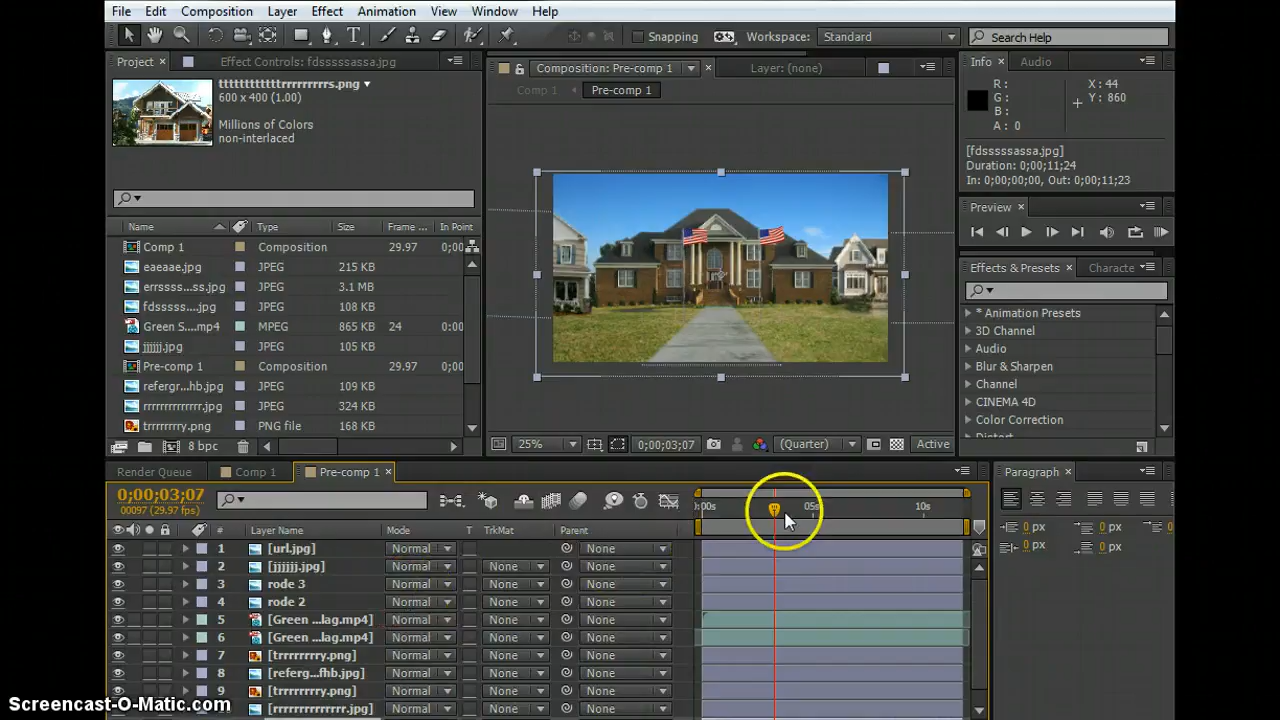 File Edit Composition Layer Effect Animation View Window Help
Snapping Workspace: Standard Search Help
Project Effect Controls: fdsssssassa.jpg
Composition: Pre-comp 1 Layer: (none)
Info Audio
Comp 1 Pre-comp 1
600 x 400 (1.00)
Millions of Colors
non-interlaced
R : X : 44
G : Y : 860
B :
A : 0
[fdsssssassa.jpg]
Duration: 0;00;11;24
In: 0;00;00;00, Out: 0;00;11;23
Preview
Name Type Size Frame ... In Point
Comp 1 Composition 29.97 0;00
eaeaae.jpg JPEG 215 KB
errssss...ss.jpg JPEG 3.1 MB
fdsssss....jpg JPEG 108 KB
Green S....mp4 MPEG 865 KB 24 0:00
jjjjjj.jpg JPEG 105 KB
Pre-comp 1 Composition 29.97 0;00
refergr...hb.jpg JPEG 109 KB
rrrrrrrrrrrrr.jpg JPEG 324 KB
trrrrrrry.png PNG file 168 KB
8 bpc
Effects & Presets Characte
* Animation Presets
3D Channel
Audio
Blur & Sharpen
Channel
CINEMA 4D
Color Correction
Distort
25% 0;00;03;07 (Quarter) Active
Render Queue Comp 1 Pre-comp 1
Paragraph
0;00;03;07
00097 (29.97 fps)
:00s 05s 10s
# Layer Name Mode T TrkMat Parent
0 px 0 px 0
0 px 0 px
1 [url.jpg] Normal None
2 [jjjjjjj.jpg] Normal None None
3 rode 3 Normal None None
4 rode 2 Normal None None
5 [Green ...lag.mp4] Normal None None
6 [Green ...lag.mp4] Normal None None
7 [trrrrrrrry.png] Normal None None
8 [referg...fhb.jpg] Normal None None
9 [trrrrrrrry.png] Normal None None
[rrrrrrrrrrrrrr.jpg] Normal None None
Screencast-O-Matic.com